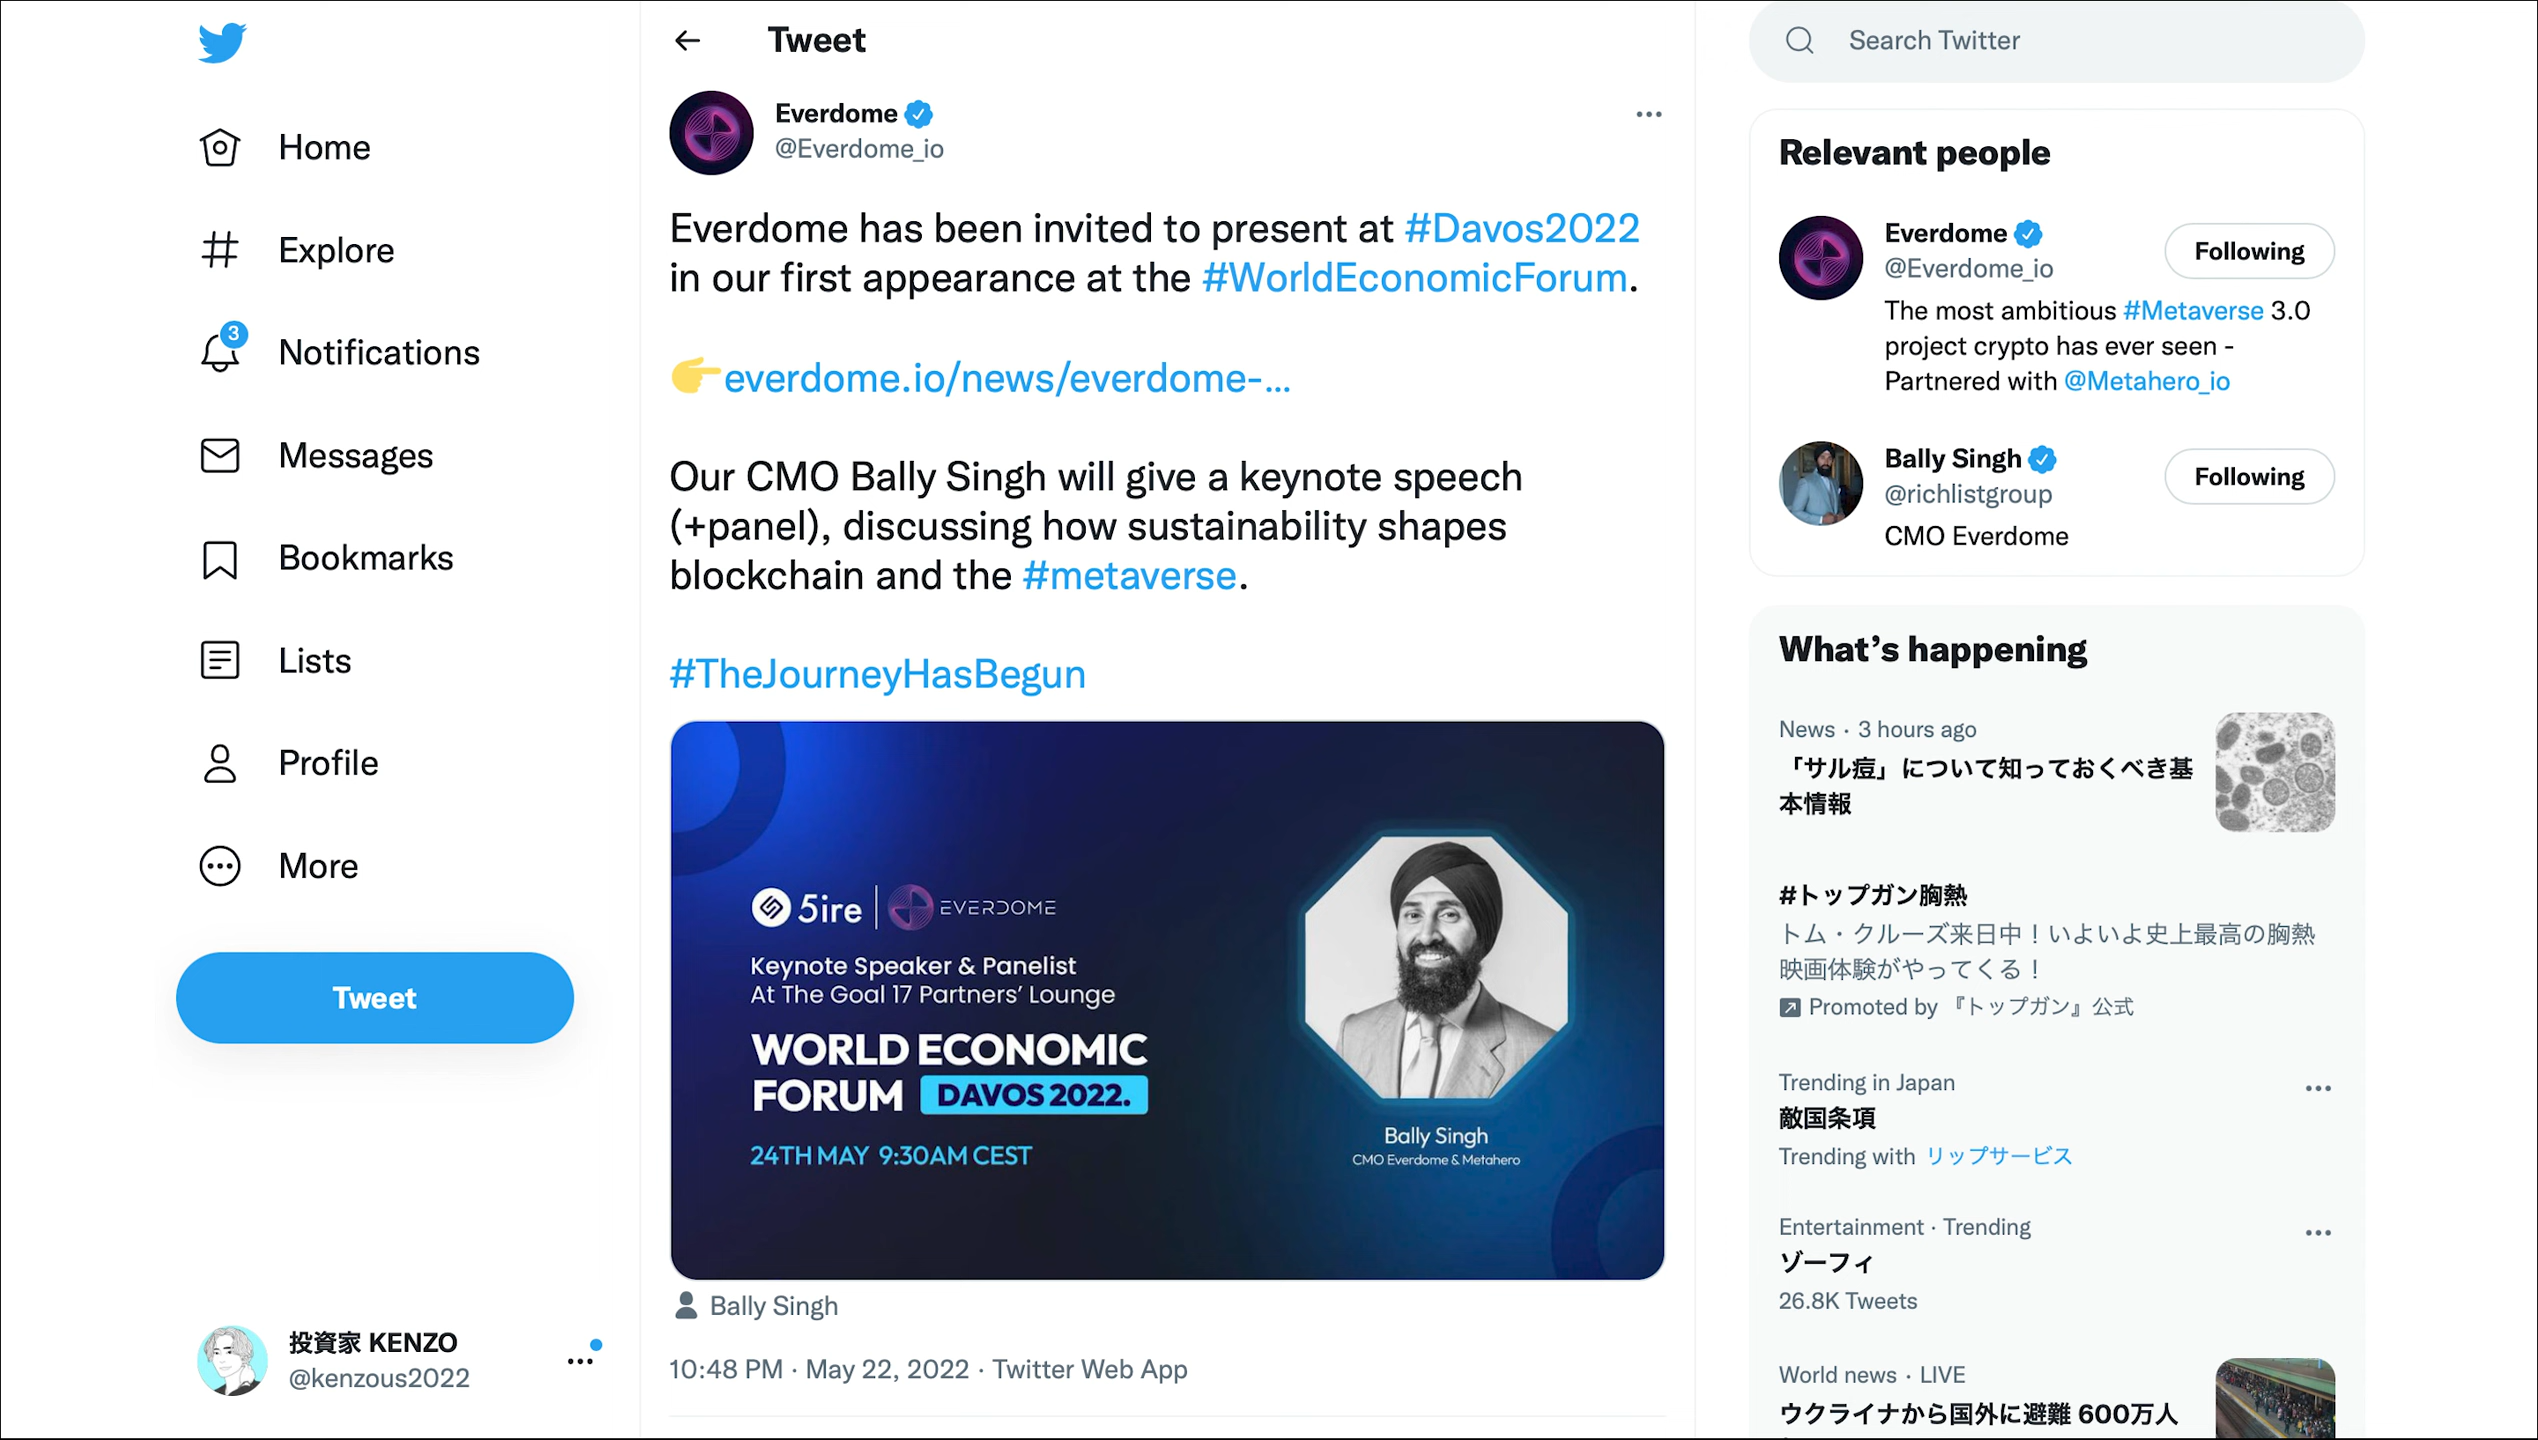 Home
Explore
3
Notifications
Messages
Bookmarks
Lists
Profile
More
Tweet
投資家 KENZO
@kenzous2022
Tweet
Everdome
@Everdome_io
Everdome has been invited to present at #Davos2022
in our first appearance at the #WorldEconomicForum.
👉everdome.io/news/everdome-...
Our CMO Bally Singh will give a keynote speech
(+panel), discussing how sustainability shapes
blockchain and the #metaverse.
#TheJourneyHasBegun
5ire | EVERDOME
Keynote Speaker & Panelist
At The Goal 17 Partners' Lounge
WORLD ECONOMIC
FORUM DAVOS 2022.
24TH MAY 9:30AM CEST
Bally Singh
CMO Everdome & Metahero
Bally Singh
10:48 PM · May 22, 2022 · Twitter Web App
Search Twitter
Relevant people
Everdome
@Everdome_io
Following
The most ambitious #Metaverse 3.0
project crypto has ever seen -
Partnered with @Metahero_io
Bally Singh
@richlistgroup
Following
CMO Everdome
What's happening
News · 3 hours ago
「サル痘」について知っておくべき基
本情報
#トップガン胸熱
トム・クルーズ来日中！いよいよ史上最高の胸熱
映画体験がやってくる！
Promoted by 『トップガン』公式
Trending in Japan
敵国条項
Trending with リップサービス
Entertainment · Trending
ゾーフィ
26.8K Tweets
World news · LIVE
ウクライナから国外に避難 600万人